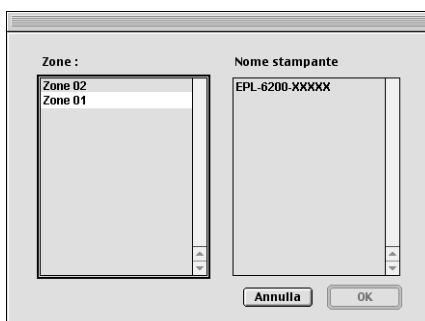 Zone :
Zone 02
Zone 01
Nome stampante
EPL-6200-XXXXX
Annulla
OK